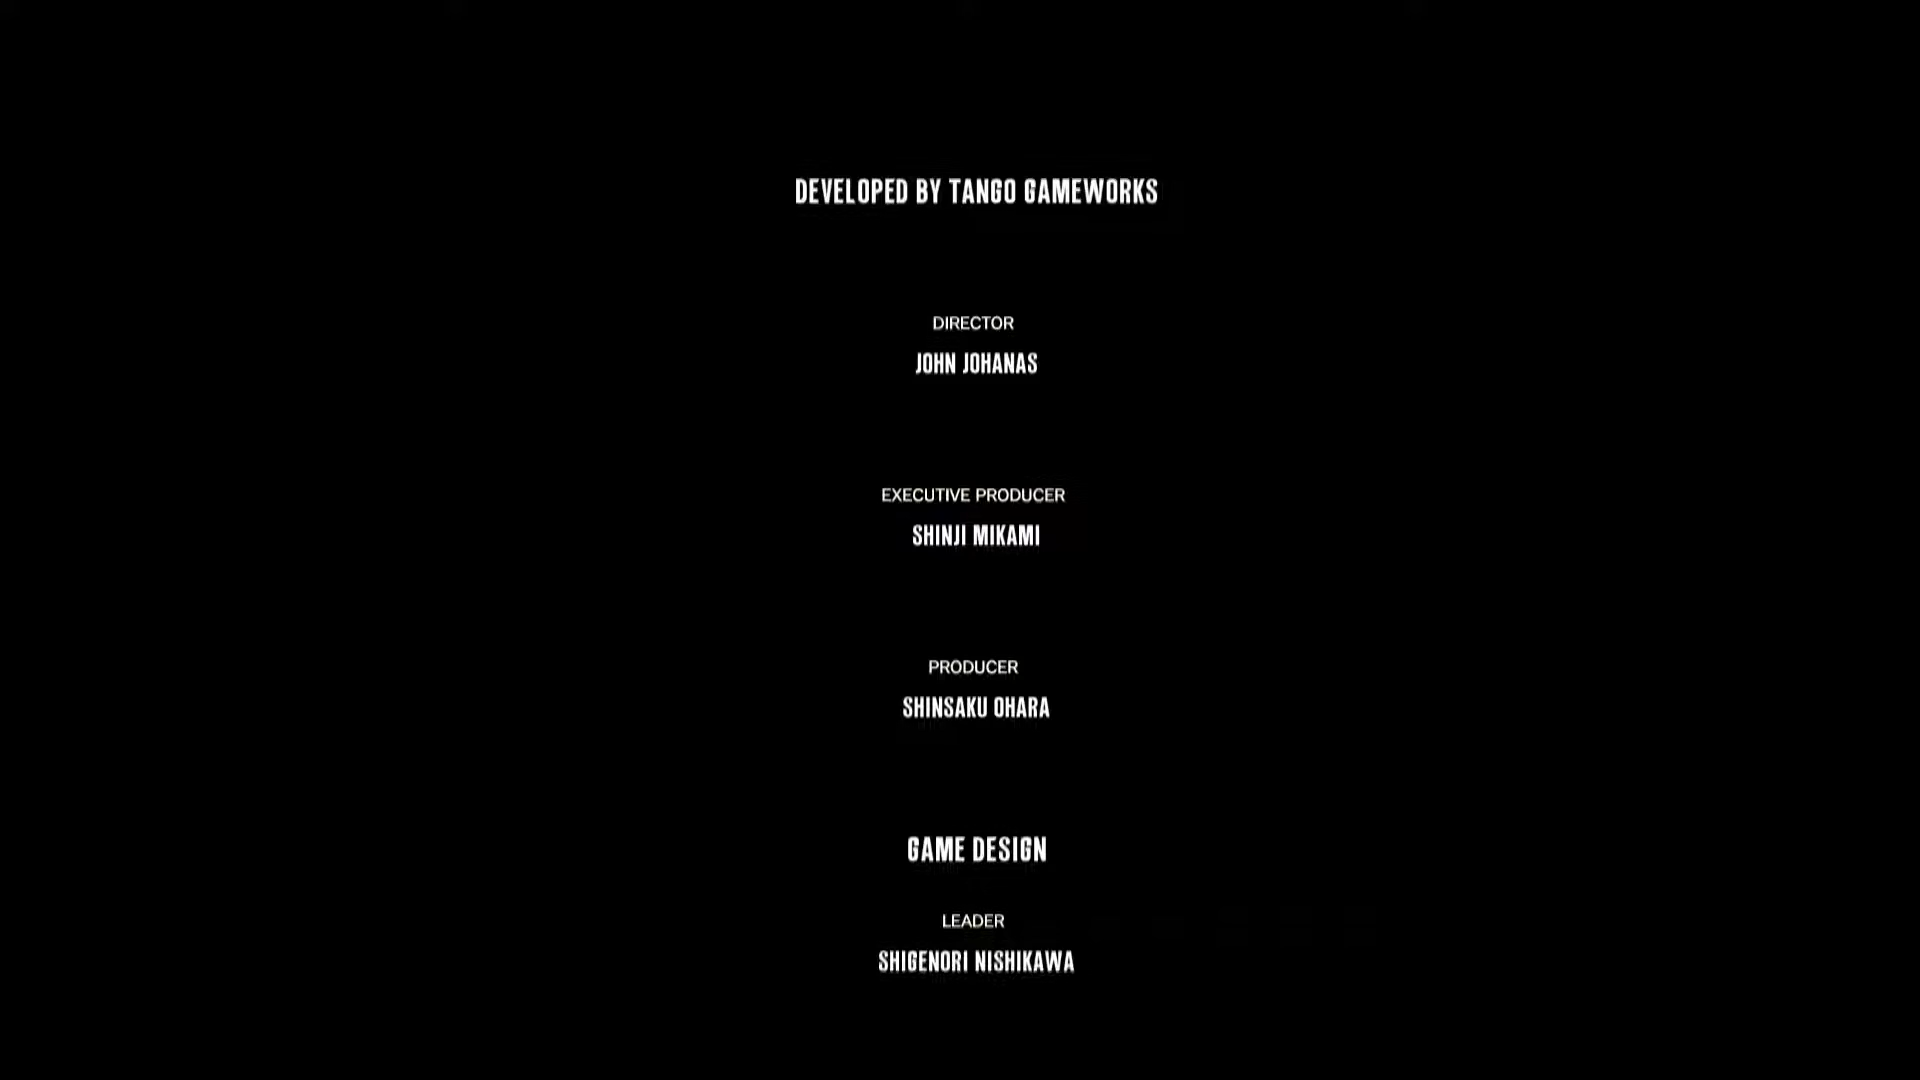 DEVELOPED BY TANGO GAMEWORKS
DIRECTOR
JOHN JOHANAS
EXECUTIVE PRODUCER
SHINJI MIKAMI
PRODUCER
SHINSAKU OHARA
GAME DESIGN
LEADER
SHIGENORI NISHIKAWA